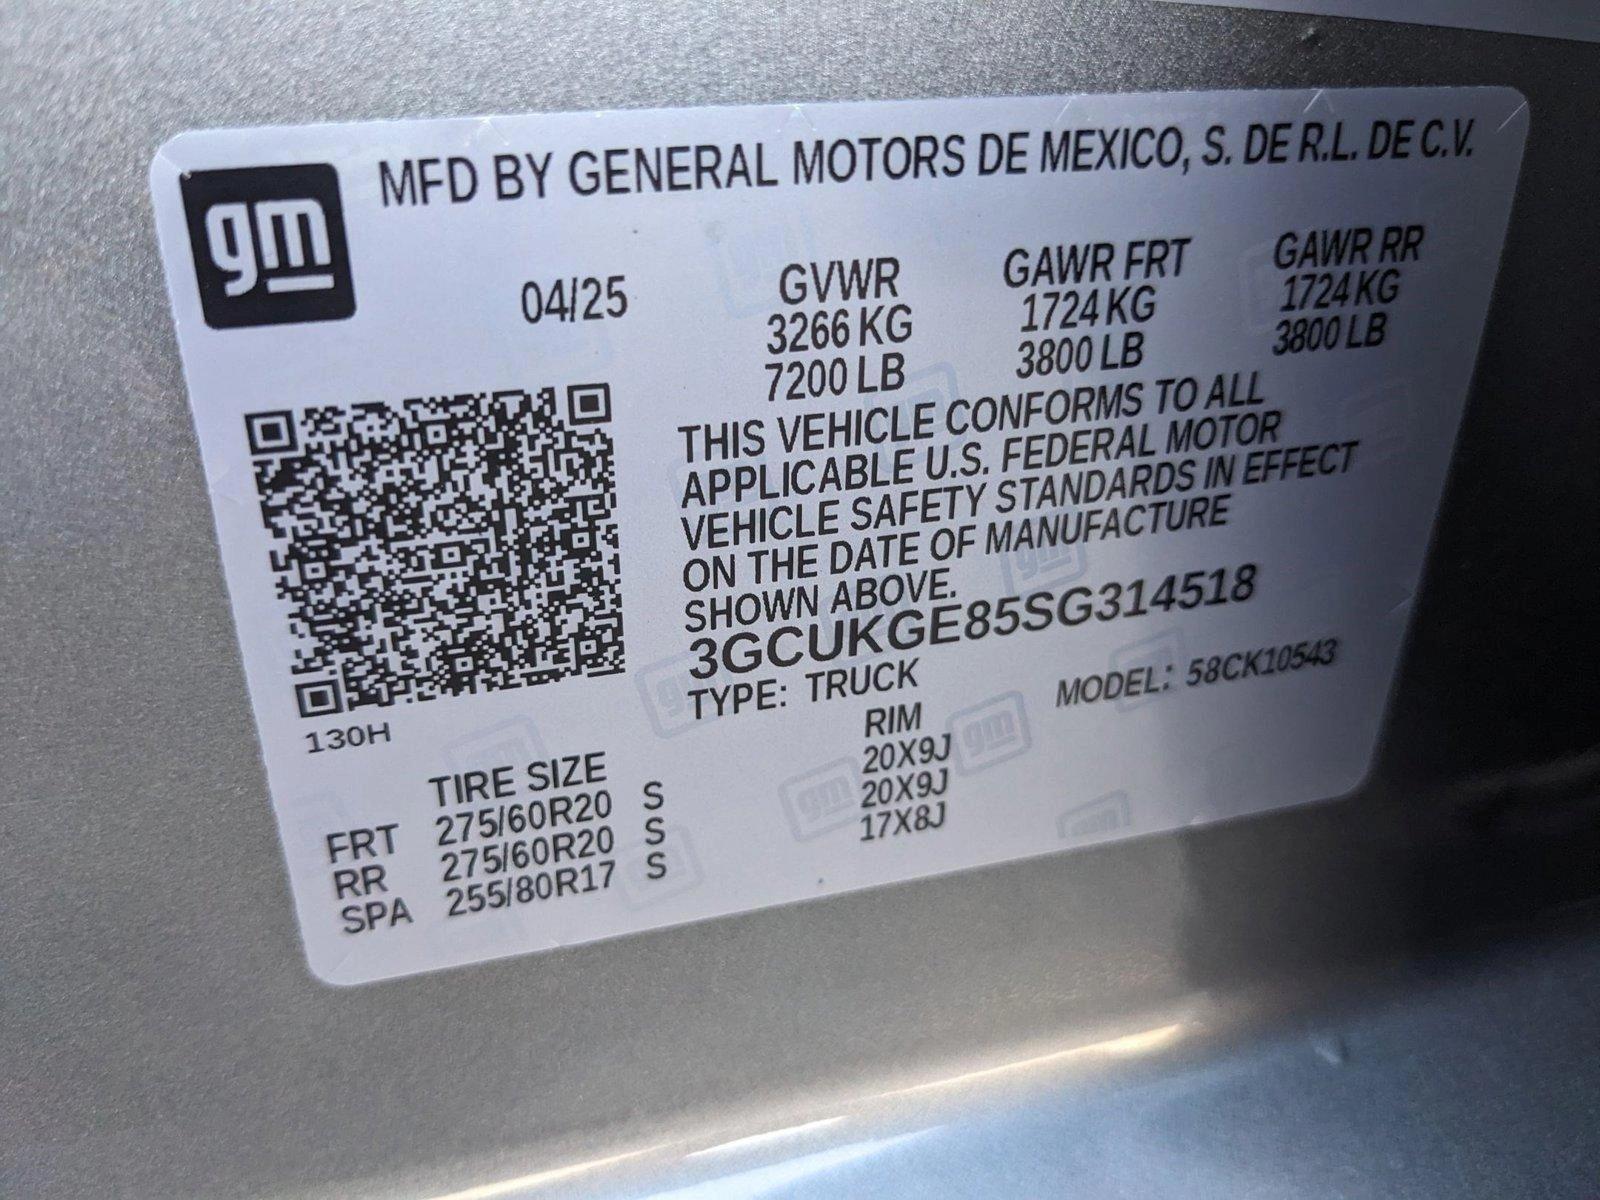 gm
MFD BY GENERAL MOTORS DE MEXICO, S. DE R.L. DE C.V.
04/25
GVWR
3266 KG
7200 LB
GAWR FRT
1724 KG
3800 LB
GAWR RR
1724 KG
3800 LB
THIS VEHICLE CONFORMS TO ALL
APPLICABLE U.S. FEDERAL MOTOR
VEHICLE SAFETY STANDARDS IN EFFECT
ON THE DATE OF MANUFACTURE
SHOWN ABOVE.
3GCUKGE85SG314518
TYPE: TRUCK
MODEL: 58CK10543
130H
TIRE SIZE RIM
FRT 275/60R20 S 20X9J
RR 275/60R20 S 20X9J
SPA 255/80R17 S 17X8J